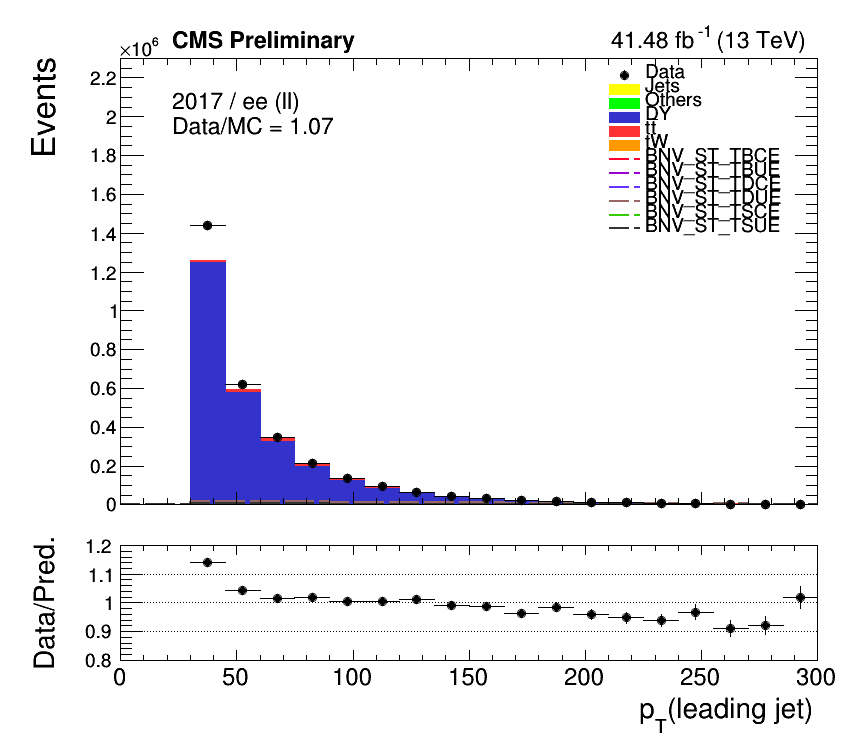 ×10⁶ CMS Preliminary 41.48 fb⁻¹ (13 TeV)
Events
2.2
2
1.8
1.6
1.4
1.2
1
0.8
0.6
0.4
0.2
0
2017 / ee (ll)
Data/MC = 1.07
Data
Jets
Others
DY
tt
tW
BNV_ST_TBCE
BNV_ST_TBUE
BNV_ST_TDCE
BNV_ST_TDUE
BNV_ST_TSCE
BNV_ST_TSUE
Data/Pred.
1.2
1.1
1
0.9
0.8
0 50 100 150 200 250 300
p_T(leading jet)